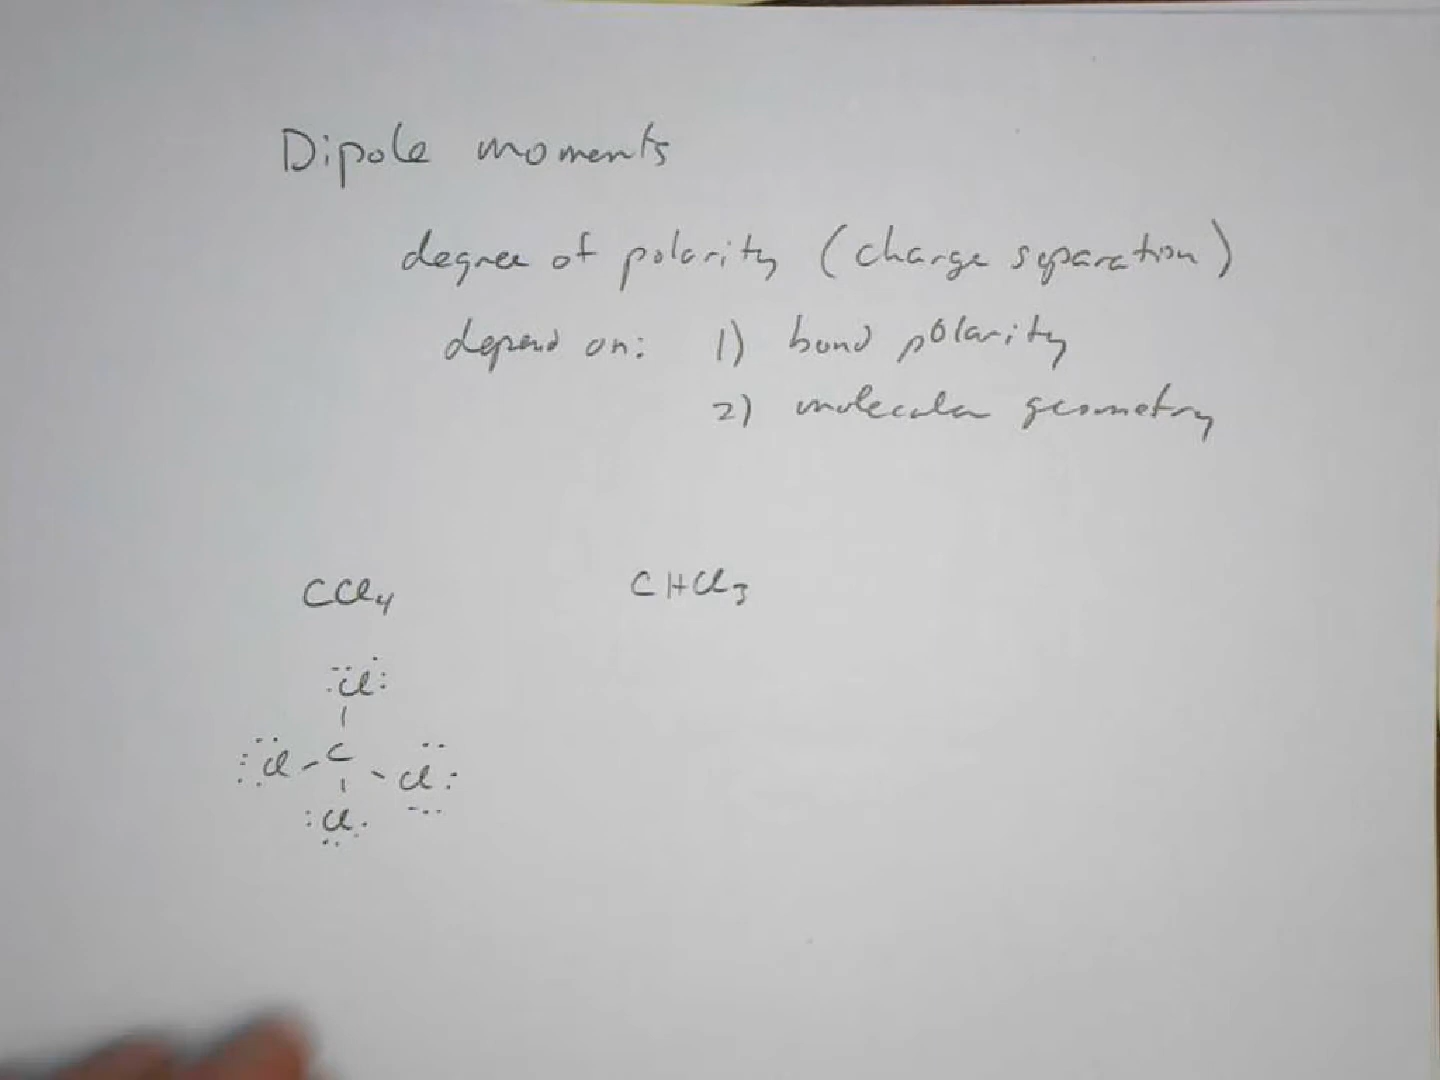 Dipole moments
degree of polarity (charge separation)
depend on: 1) bond polarity
2) molecular geometry
CCl₄ CHCl₃
:Cl:
:Cl-C-Cl:
:Cl: